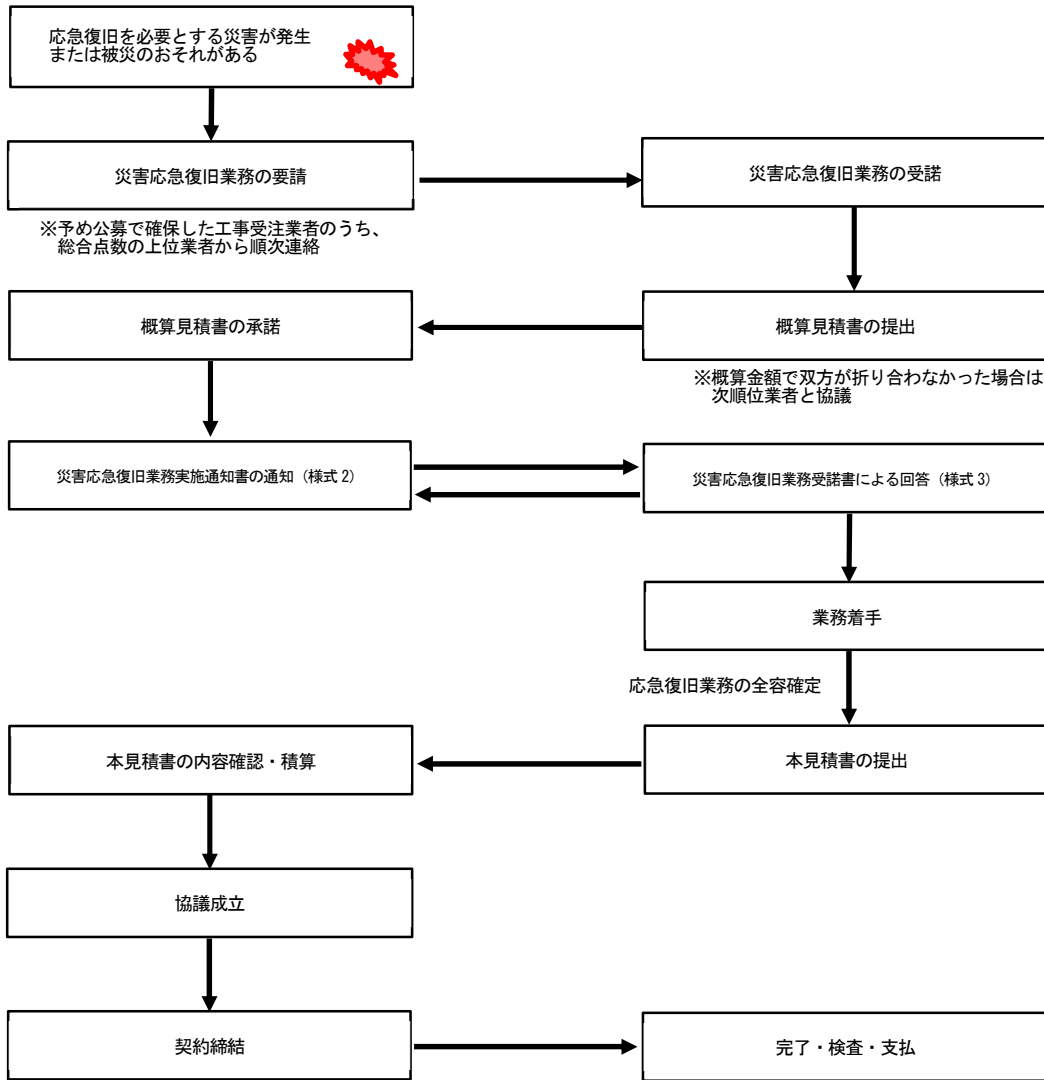 応急復旧を必要とする災害が発生
または被災のおそれがある
災害応急復旧業務の要請
災害応急復旧業務の受諾
※予め公募で確保した工事受注業者のうち、
総合点数の上位業者から順次連絡
概算見積書の承諾
概算見積書の提出
※概算金額で双方が折り合わなかった場合は
次順位業者と協議
災害応急復旧業務実施通知書の通知（様式2）
災害応急復旧業務受諾書による回答（様式3）
業務着手
応急復旧業務の全容確定
本見積書の内容確認・積算
本見積書の提出
協議成立
契約締結
完了・検査・支払